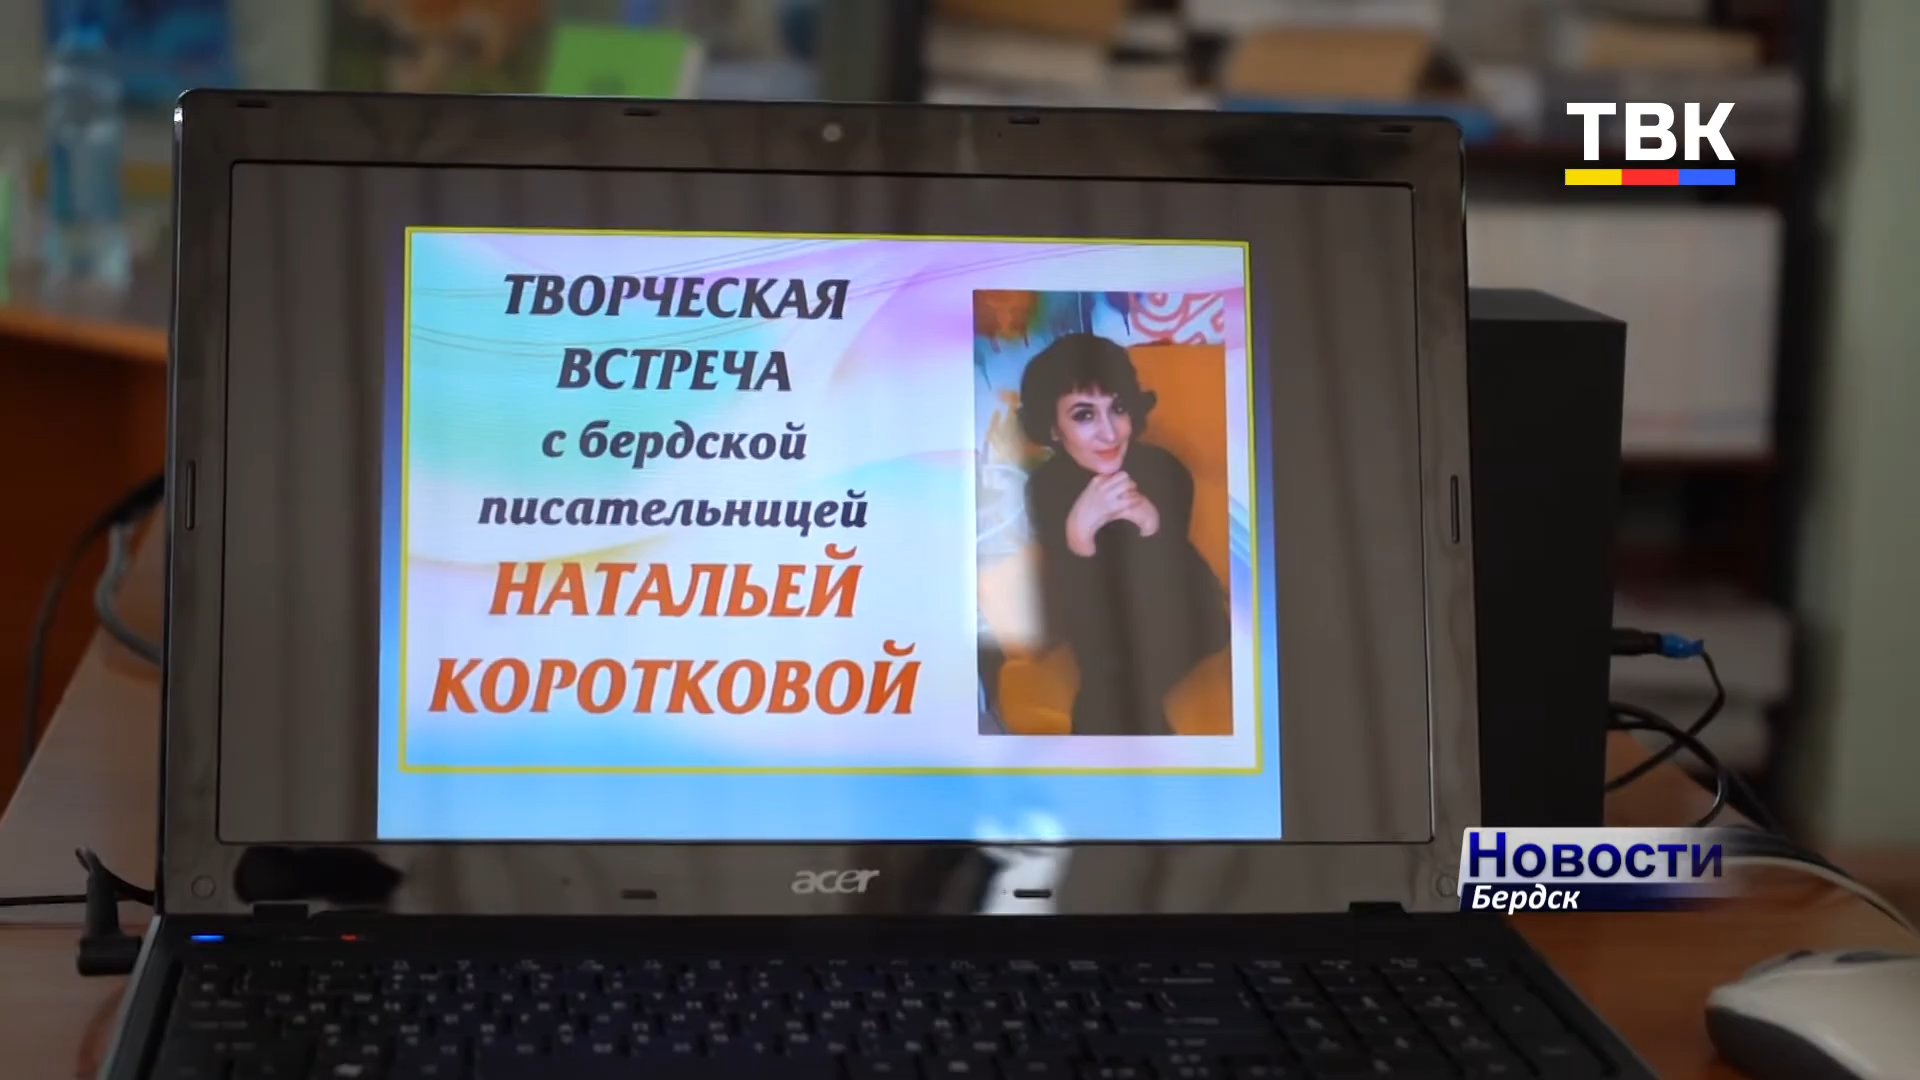 ТВК
ТВОРЧЕСКАЯ
ВСТРЕЧА
с бердской
писательницей
НАТАЛЬЕЙ
КОРОТКОВОЙ
acer
Новости
Бердск